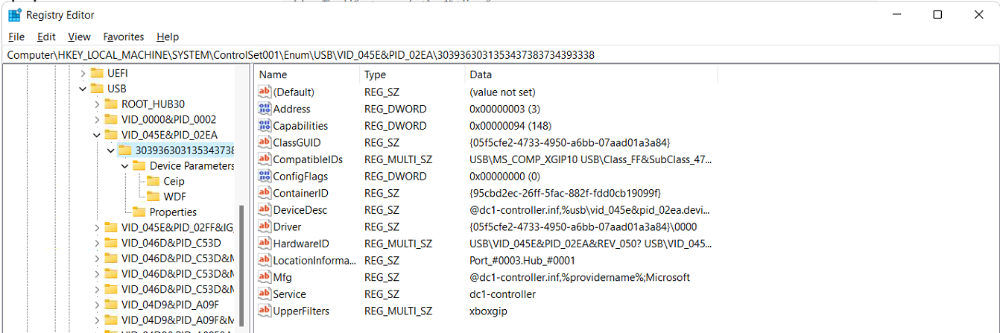 Registry Editor
File Edit View Favorites Help
Computer\HKEY_LOCAL_MACHINE\SYSTEM\ControlSet001\Enum\USB\VID_045E&PID_02EA\3039363031353437383734393338
UEFI
USB
ROOT_HUB30
VID_0000&PID_0002
VID_045E&PID_02EA
303936303135343738
Device Parameters
Ceip
WDF
Properties
VID_045E&PID_02FF&IG_
VID_046D&PID_C53D
VID_046D&PID_C53D&M
VID_046D&PID_C53D&M
VID_046D&PID_C53D&M
VID_04D9&PID_A09F
VID_04D9&PID_A09F&M
Name Type Data
(Default) REG_SZ (value not set)
Address REG_DWORD 0x00000003 (3)
Capabilities REG_DWORD 0x00000094 (148)
ClassGUID REG_SZ {05f5cfe2-4733-4950-a6bb-07aad01a3a84}
CompatibleIDs REG_MULTI_SZ USB\MS_COMP_XGIP10 USB\Class_FF&SubClass_47...
ConfigFlags REG_DWORD 0x00000000 (0)
ContainerID REG_SZ {95cbd2ec-26ff-5fac-882f-fdd0cb19099f}
DeviceDesc REG_SZ @dc1-controller.inf,%usb\vid_045e&pid_02ea.devi...
Driver REG_SZ {05f5cfe2-4733-4950-a6bb-07aad01a3a84}\0000
HardwareID REG_MULTI_SZ USB\VID_045E&PID_02EA&REV_050? USB\VID_045...
LocationInforma... REG_SZ Port_#0003.Hub_#0001
Mfg REG_SZ @dc1-controller.inf,%providername%;Microsoft
Service REG_SZ dc1-controller
UpperFilters REG_MULTI_SZ xboxgip